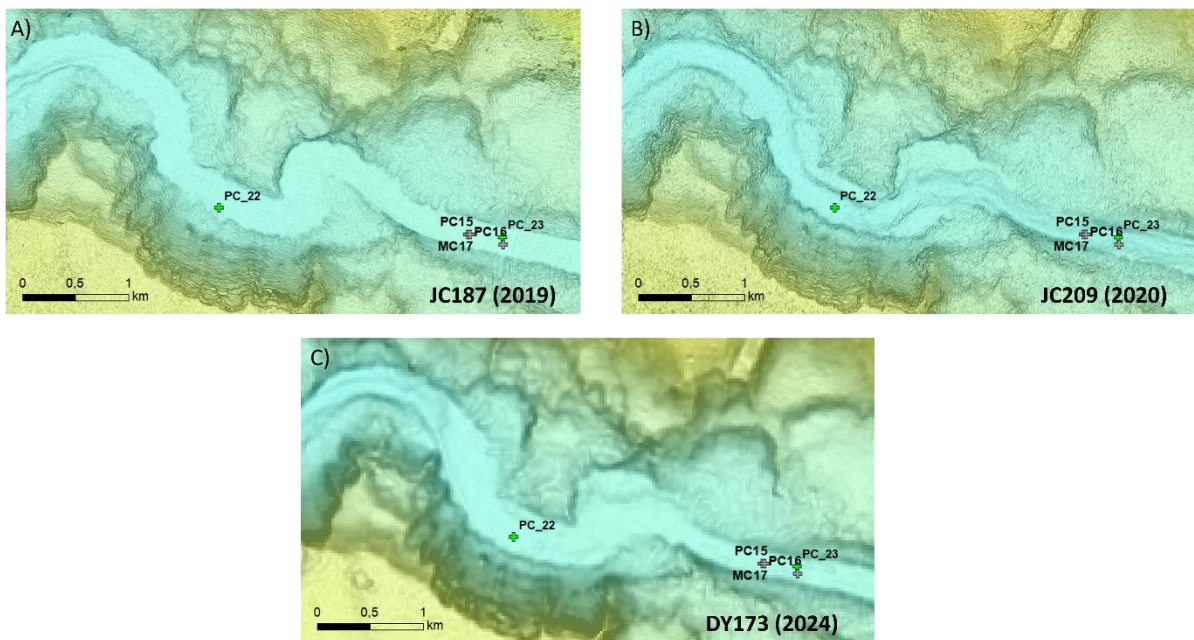 A)
PC_22
PC15
PC16
PC_23
MC17
0 0,5 1
km
JC187 (2019)
B)
PC_22
PC15
PC16
PC_23
MC17
0 0,5 1
km
JC209 (2020)
C)
PC_22
PC15
PC16
PC_23
MC17
0 0,5 1
km
DY173 (2024)